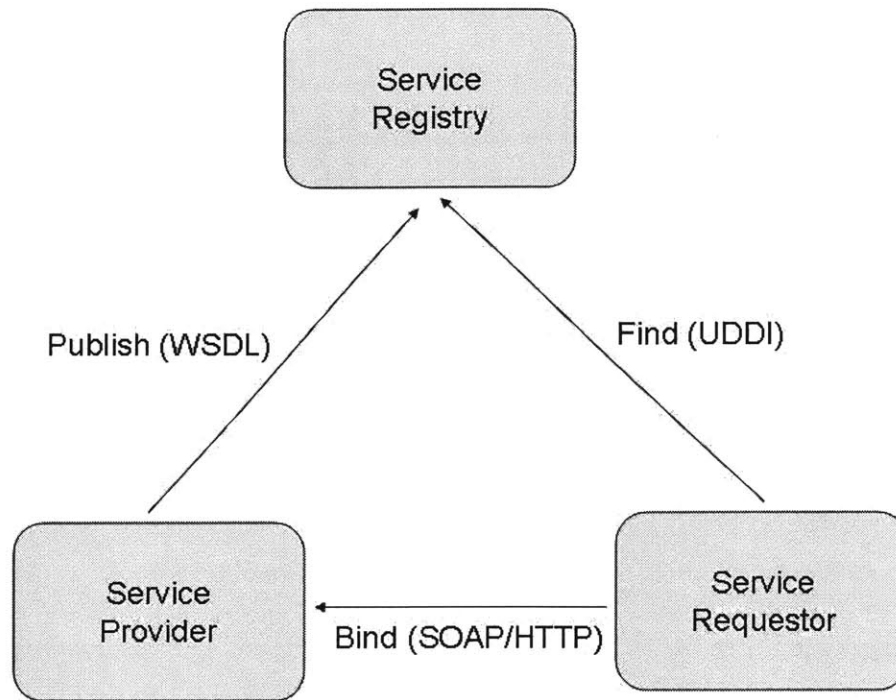 Service
Registry
Publish (WSDL)
Find (UDDI)
Service
Provider
Bind (SOAP/HTTP)
Service
Requestor